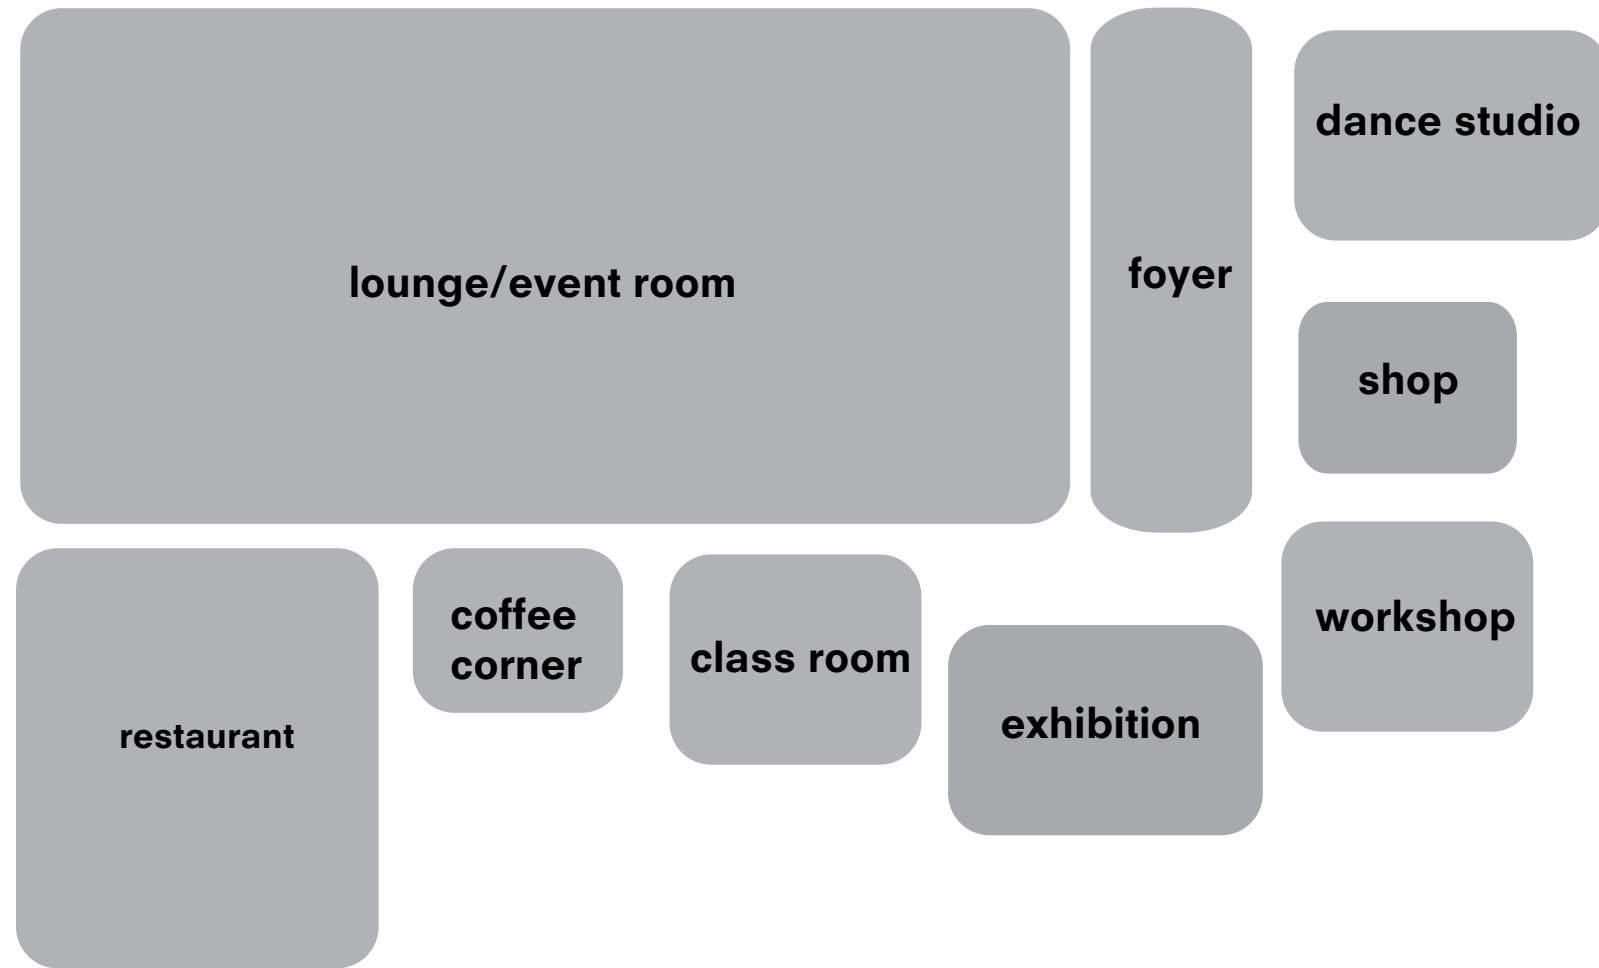 lounge/event room
foyer
dance studio
shop
restaurant
coffee
corner
class room
exhibition
workshop